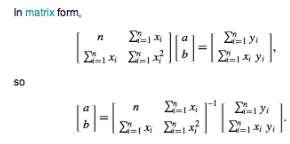 In matrix form,
[ n ∑ⁿᵢ₌₁ xᵢ ] [ a ] = [ ∑ⁿᵢ₌₁ yᵢ ]
[ ∑ⁿᵢ₌₁ xᵢ ∑ⁿᵢ₌₁ xᵢ² ] [ b ] [ ∑ⁿᵢ₌₁ xᵢ yᵢ ],
so
[ a ] = [ n ∑ⁿᵢ₌₁ xᵢ ]⁻¹ [ ∑ⁿᵢ₌₁ yᵢ ]
[ b ] [ ∑ⁿᵢ₌₁ xᵢ ∑ⁿᵢ₌₁ xᵢ² ] [ ∑ⁿᵢ₌₁ xᵢ yᵢ ].